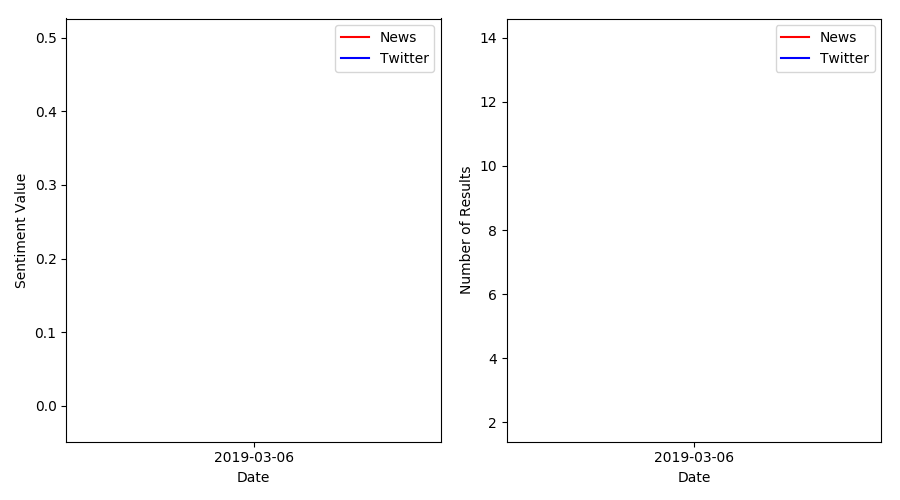 0.5
0.4
0.3
0.2
0.1
0.0
Sentiment Value
News
Twitter
2019-03-06
Date
14
12
10
8
6
4
2
Number of Results
News
Twitter
2019-03-06
Date